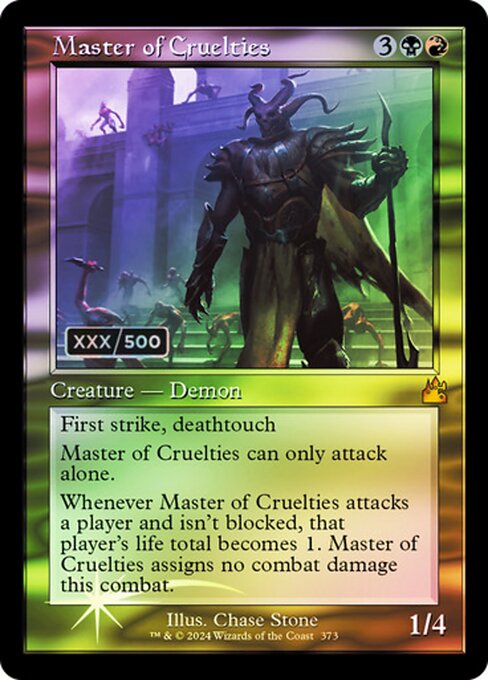 Master of Cruelties 3
XXX/500
Creature — Demon
First strike, deathtouch
Master of Cruelties can only attack
alone.
Whenever Master of Cruelties attacks
a player and isn't blocked, that
player's life total becomes 1. Master of
Cruelties assigns no combat damage
this combat.
Illus. Chase Stone
™ & © 2024 Wizards of the Coast 373
1/4